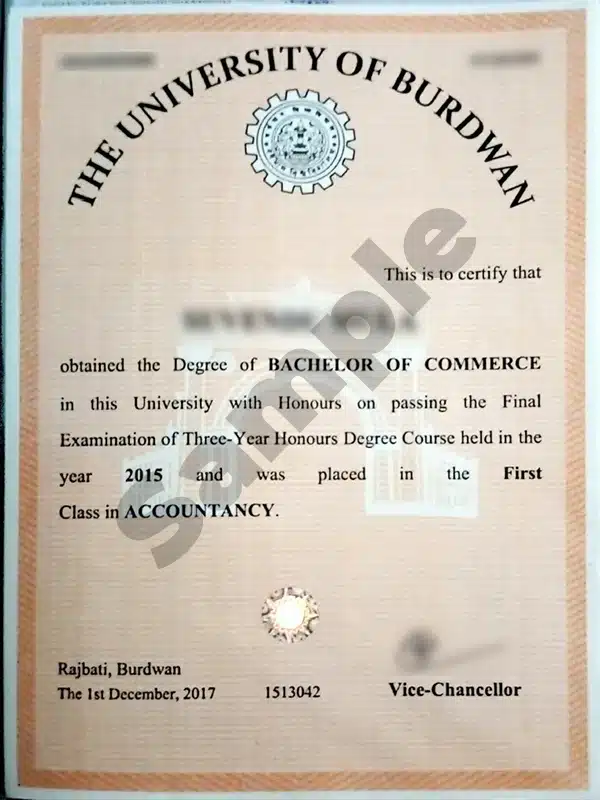 THE UNIVERSITY OF BURDWAN
This is to certify that
obtained the Degree of BACHELOR OF COMMERCE
in this University with Honours on passing the Final
Examination of Three-Year Honours Degree Course held in the
year 2015 and was placed in the First
Class in ACCOUNTANCY.
Sample
Rajbati, Burdwan
The 1st December, 2017 1513042 Vice-Chancellor